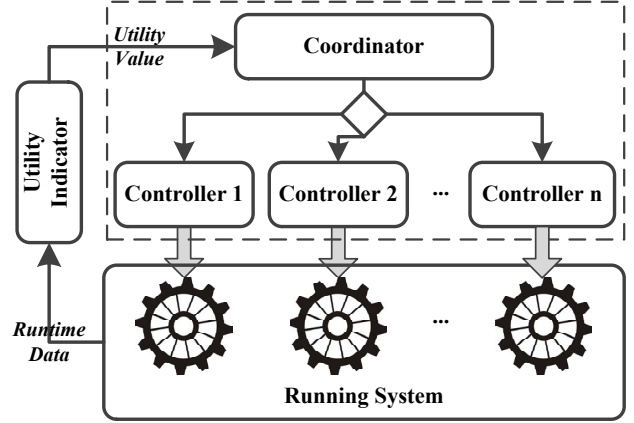 Utility
Value
Coordinator
Utility
Indicator
Controller 1
Controller 2
...
Controller n
Runtime
Data
...
Running System